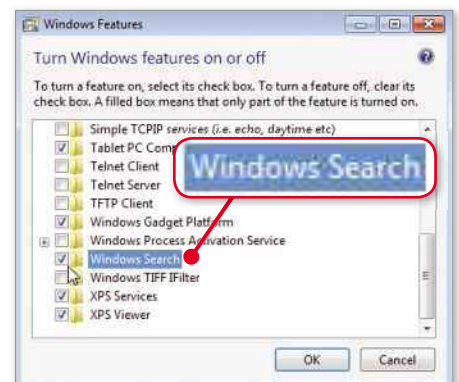 Windows Features
Turn Windows features on or off
To turn a feature on, select its check box. To turn a feature off, clear its
check box. A filled box means that only part of the feature is turned on.
Simple TCPIP services (i.e. echo, daytime etc)
Tablet PC Comp
Windows Search
Telnet Client
Telnet Server
TFTP Client
Windows Gadget Platform
Windows Process Activation Service
Windows Search
Windows TIFF IFilter
XPS Services
XPS Viewer
OK Cancel